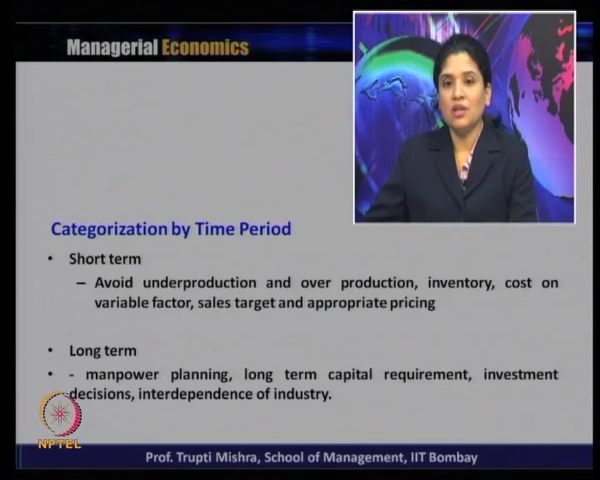 Managerial Economics
Categorization by Time Period
• Short term
– Avoid underproduction and over production, inventory, cost on
variable factor, sales target and appropriate pricing
• Long term
• - manpower planning, long term capital requirement, investment
decisions, interdependence of industry.
NPTEL
Prof. Trupti Mishra, School of Management, IIT Bombay